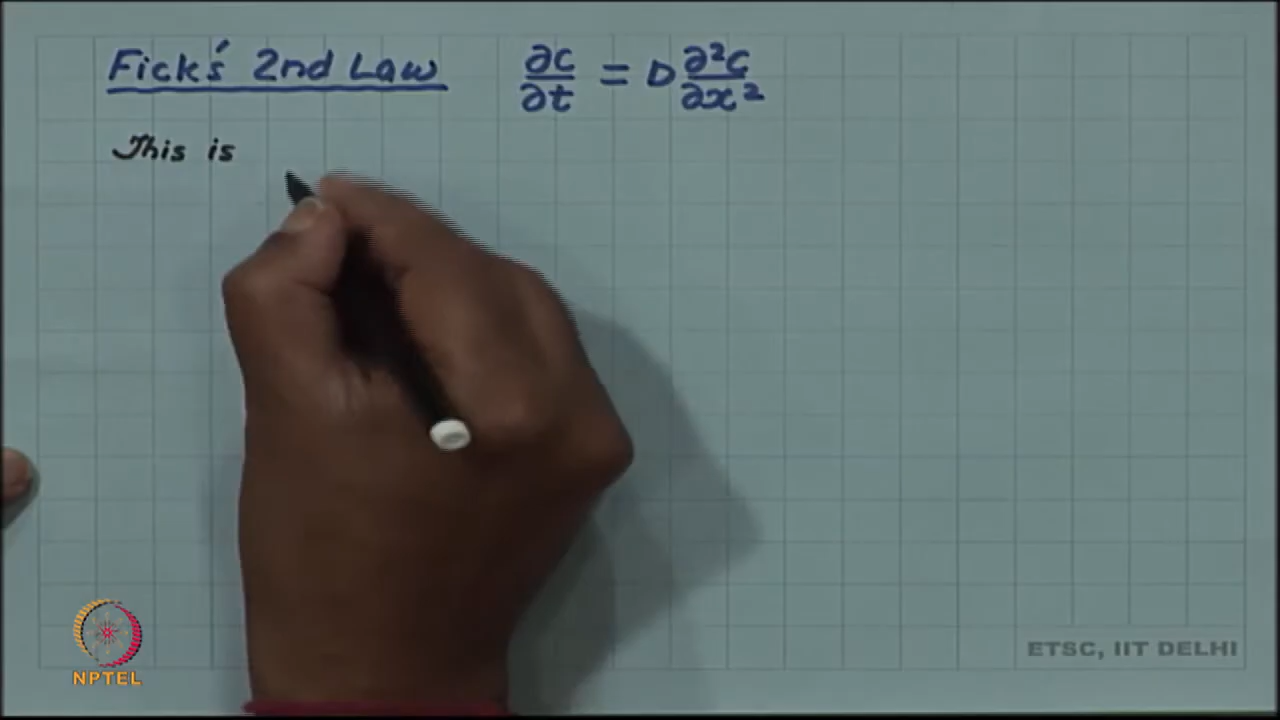 Fick's 2nd Law ∂C/∂t = D ∂²C/∂x²
This is
NPTEL
ETSC, IIT DELHI